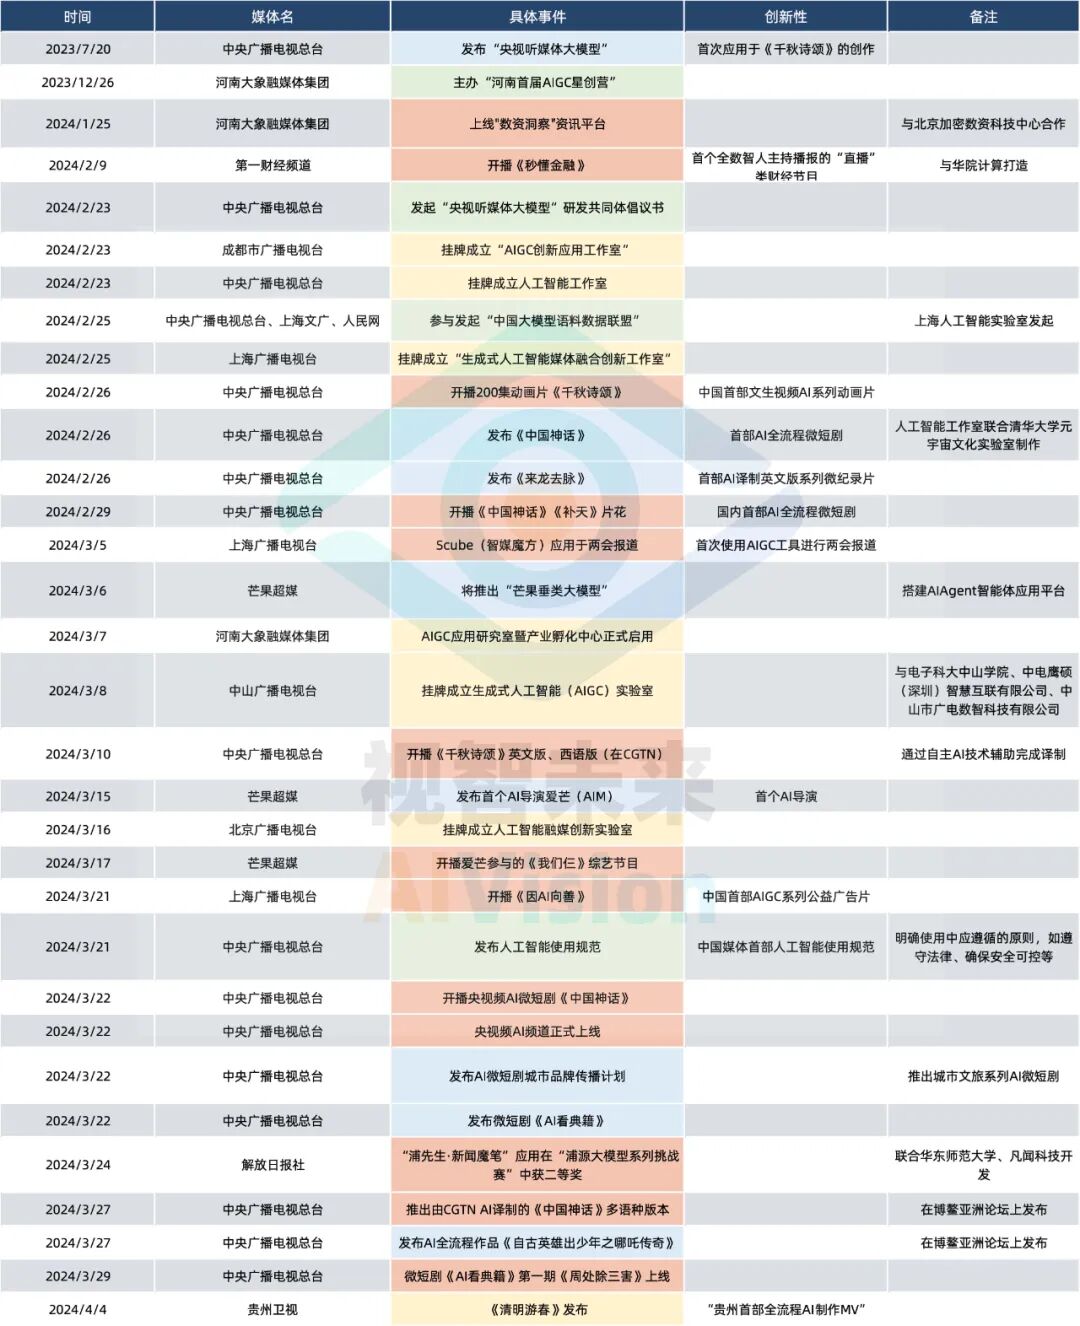 时间 媒体名 具体事件 创新性 备注
2023/7/20 中央广播电视总台 发布“央视听媒体大模型” 首次应用于《千秋诗颂》的创作
2023/12/26 河南大象融媒体集团 主办“河南首届AIGC星创营”
2024/1/25 河南大象融媒体集团 上线"数资洞察"资讯平台 与北京加密数资科技中心合作
2024/2/9 第一财经频道 开播《秒懂金融》 首个全数智人主持播报的“直播”
类财经节目 与华院计算打造
2024/2/23 中央广播电视总台 发起“央视听媒体大模型”研发共同体倡议书
2024/2/23 成都市广播电视台 挂牌成立“AIGC创新应用工作室”
2024/2/23 中央广播电视总台 挂牌成立人工智能工作室
2024/2/25 中央广播电视总台、上海文广、人民网 参与发起“中国大模型语料数据联盟” 上海人工智能实验室发起
2024/2/25 上海广播电视台 挂牌成立“生成式人工智能媒体融合创新工作室”
2024/2/26 中央广播电视总台 开播200集动画片《千秋诗颂》 中国首部文生视频AI系列动画片
2024/2/26 中央广播电视总台 发布《中国神话》 首部AI全流程微短剧 人工智能工作室联合清华大学元
宇宙文化实验室制作
2024/2/26 中央广播电视总台 发布《来龙去脉》 首部AI译制英文版系列微纪录片
2024/2/29 中央广播电视总台 开播《中国神话》《补天》片花 国内首部AI全流程微短剧
2024/3/5 上海广播电视台 Scube（智媒魔方）应用于两会报道 首次使用AIGC工具进行两会报道
2024/3/6 芒果超媒 将推出“芒果垂类大模型” 搭建AIAgent智能体应用平台
2024/3/7 河南大象融媒体集团 AIGC应用研究室暨产业孵化中心正式启用
2024/3/8 中山广播电视台 挂牌成立生成式人工智能（AIGC）实验室 与电子科大中山学院、中电鹰硕
（深圳）智慧互联有限公司、中
山市广电数智科技有限公司
2024/3/10 中央广播电视总台 开播《千秋诗颂》英文版、西语版（在CGTN） 通过自主AI技术辅助完成译制
2024/3/15 芒果超媒 发布首个AI导演爱芒（AIM） 首个AI导演
2024/3/16 北京广播电视台 挂牌成立人工智能融媒创新实验室
2024/3/17 芒果超媒 开播爱芒参与的《我们仨》综艺节目
2024/3/21 上海广播电视台 开播《因AI向善》 中国首部AIGC系列公益广告片
2024/3/21 中央广播电视总台 发布人工智能使用规范 中国媒体首部人工智能使用规范 明确使用中应遵循的原则，如遵
守法律、确保安全可控等
2024/3/22 中央广播电视总台 开播央视频AI微短剧《中国神话》
2024/3/22 中央广播电视总台 央视频AI频道正式上线
2024/3/22 中央广播电视总台 发布AI微短剧城市品牌传播计划 推出城市文旅系列AI微短剧
2024/3/22 中央广播电视总台 发布微短剧《AI看典籍》
2024/3/24 解放日报社 “浦先生·新闻魔笔”应用在“浦源大模型系列挑战
赛”中获二等奖 联合华东师范大学、凡闻科技开
发
2024/3/27 中央广播电视总台 推出由CGTN AI译制的《中国神话》多语种版本 在博鳌亚洲论坛上发布
2024/3/27 中央广播电视总台 发布AI全流程作品《自古英雄出少年之哪吒传奇》 在博鳌亚洲论坛上发布
2024/3/29 中央广播电视总台 微短剧《AI看典籍》第一期《周处除三害》上线
2024/4/4 贵州卫视 《清明游春》发布 “贵州首部全流程AI制作MV”
视智未来
AI Vision